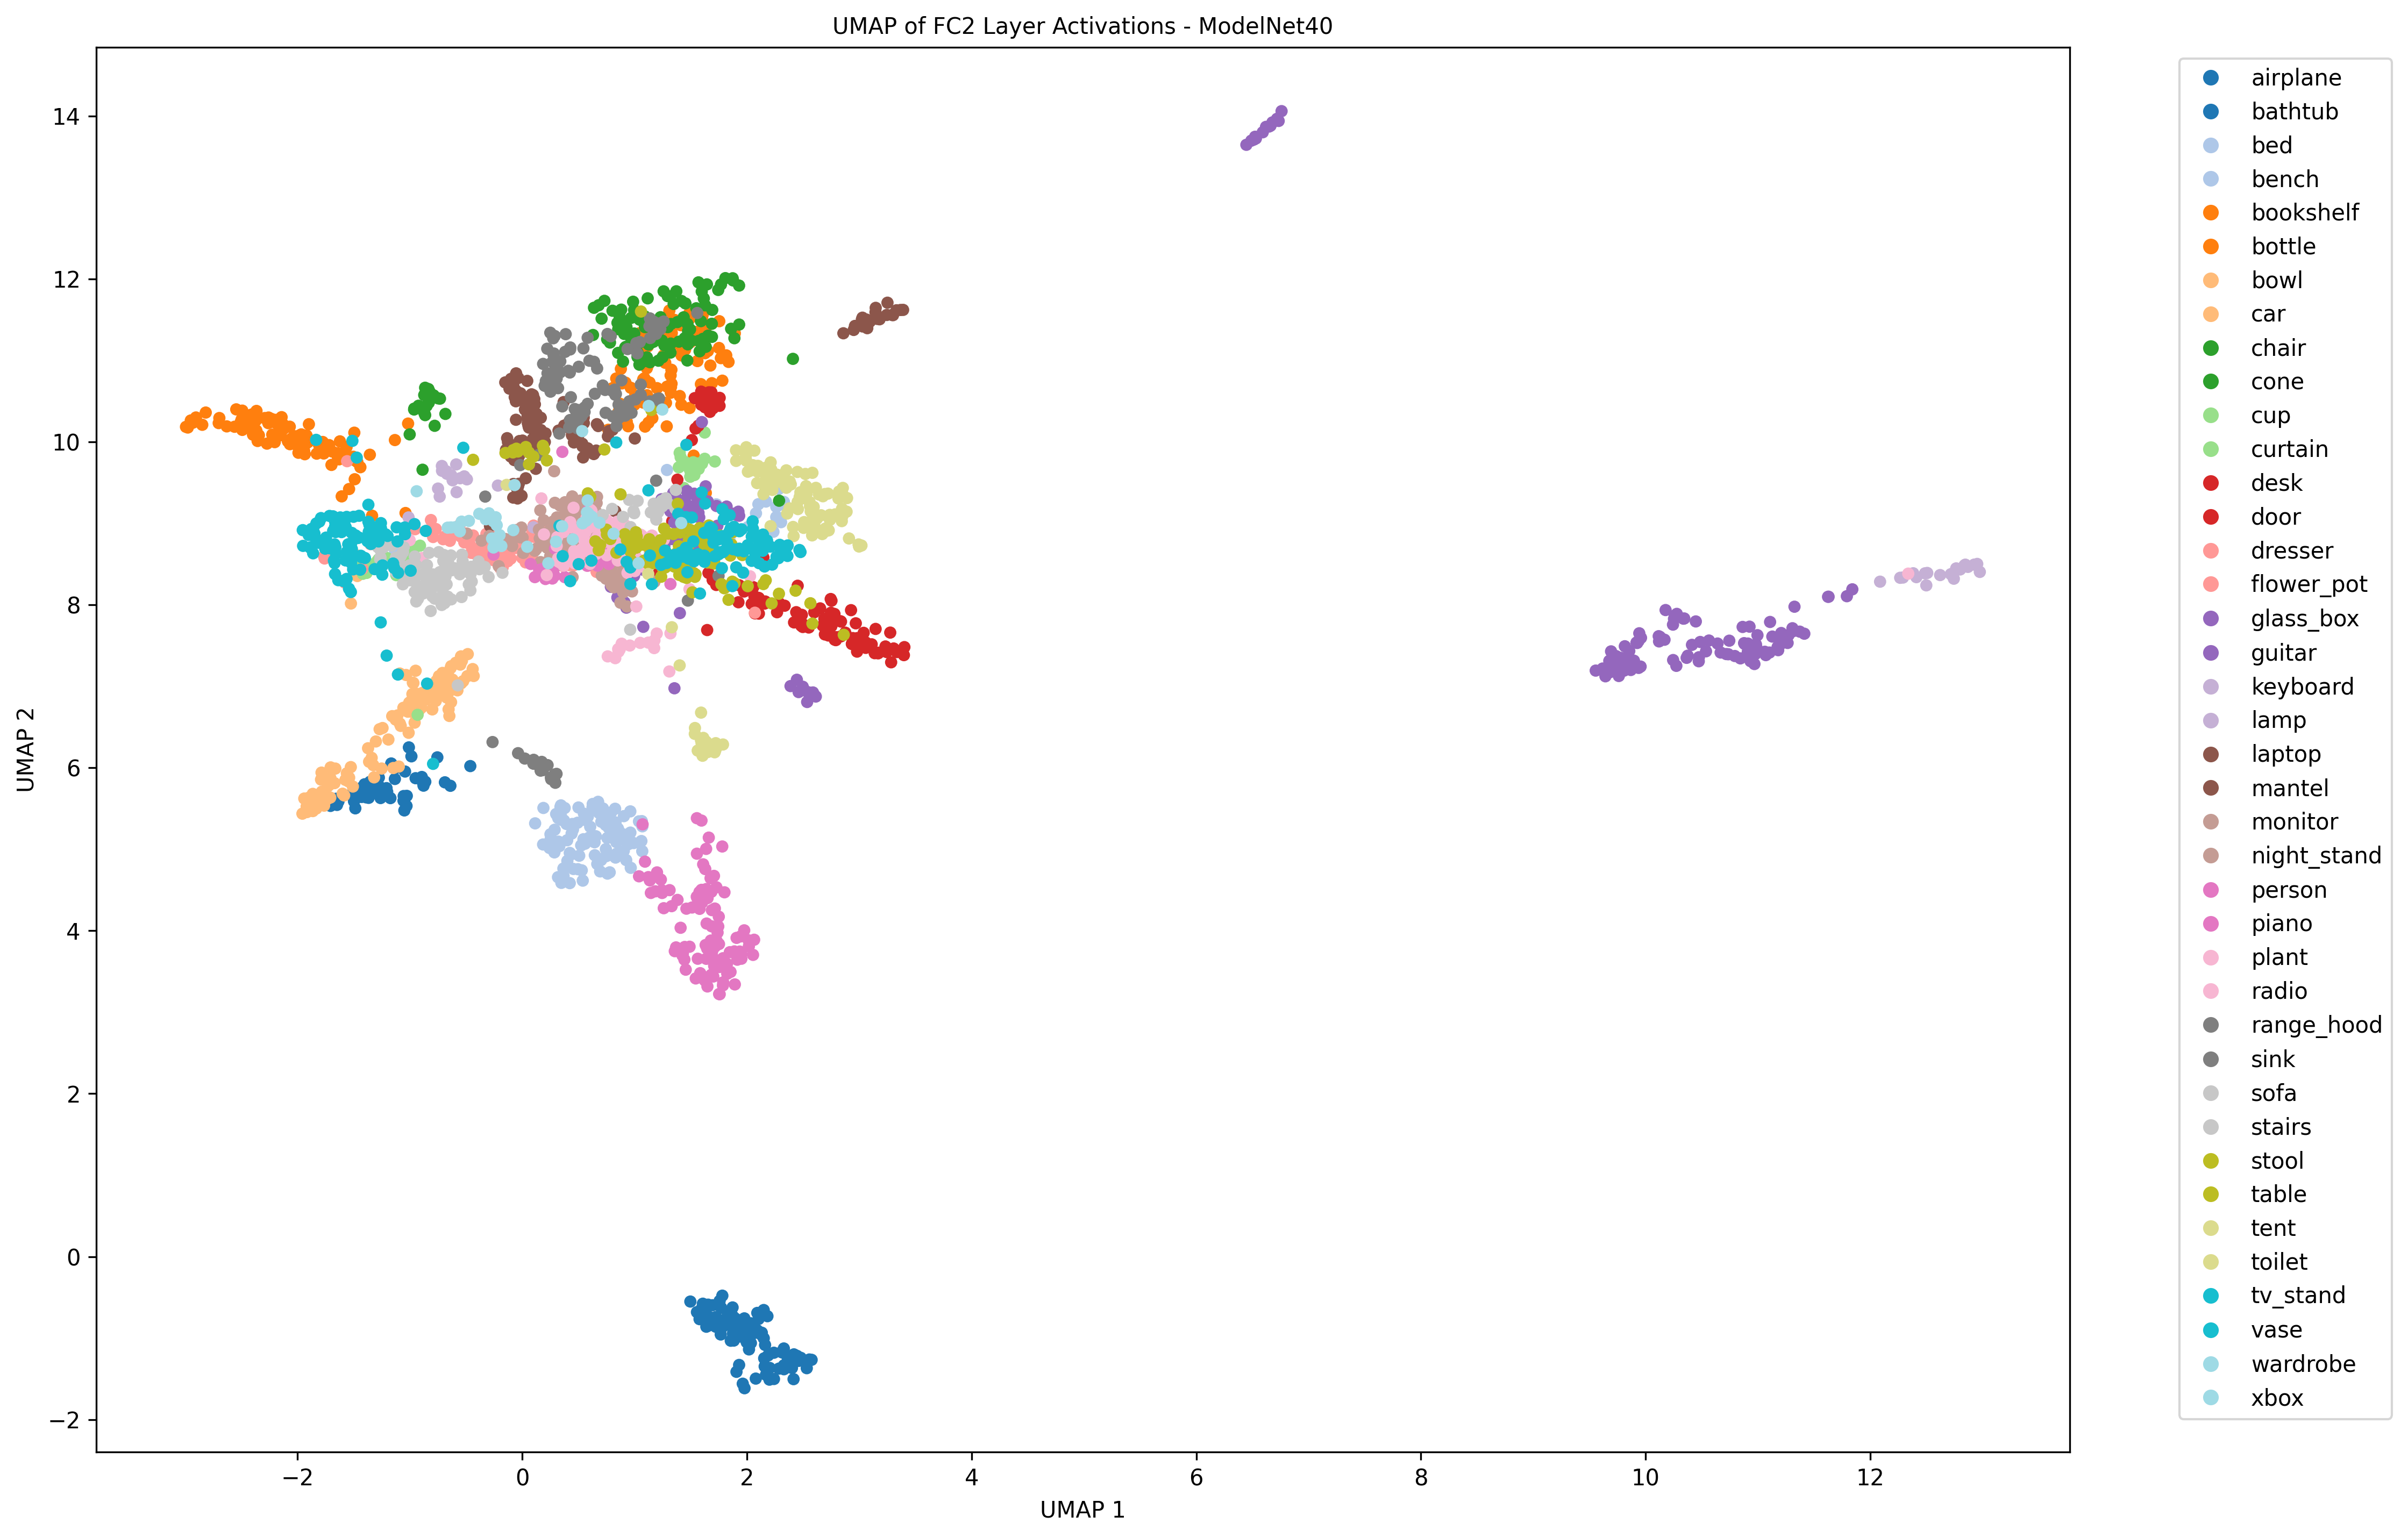 UMAP of FC2 Layer Activations - ModelNet40
14
12
10
8
6
4
2
0
−2
UMAP 2
−2
0
2
4
6
8
10
12
UMAP 1
airplane
bathtub
bed
bench
bookshelf
bottle
bowl
car
chair
cone
cup
curtain
desk
door
dresser
flower_pot
glass_box
guitar
keyboard
lamp
laptop
mantel
monitor
night_stand
person
piano
plant
radio
range_hood
sink
sofa
stairs
stool
table
tent
toilet
tv_stand
vase
wardrobe
xbox